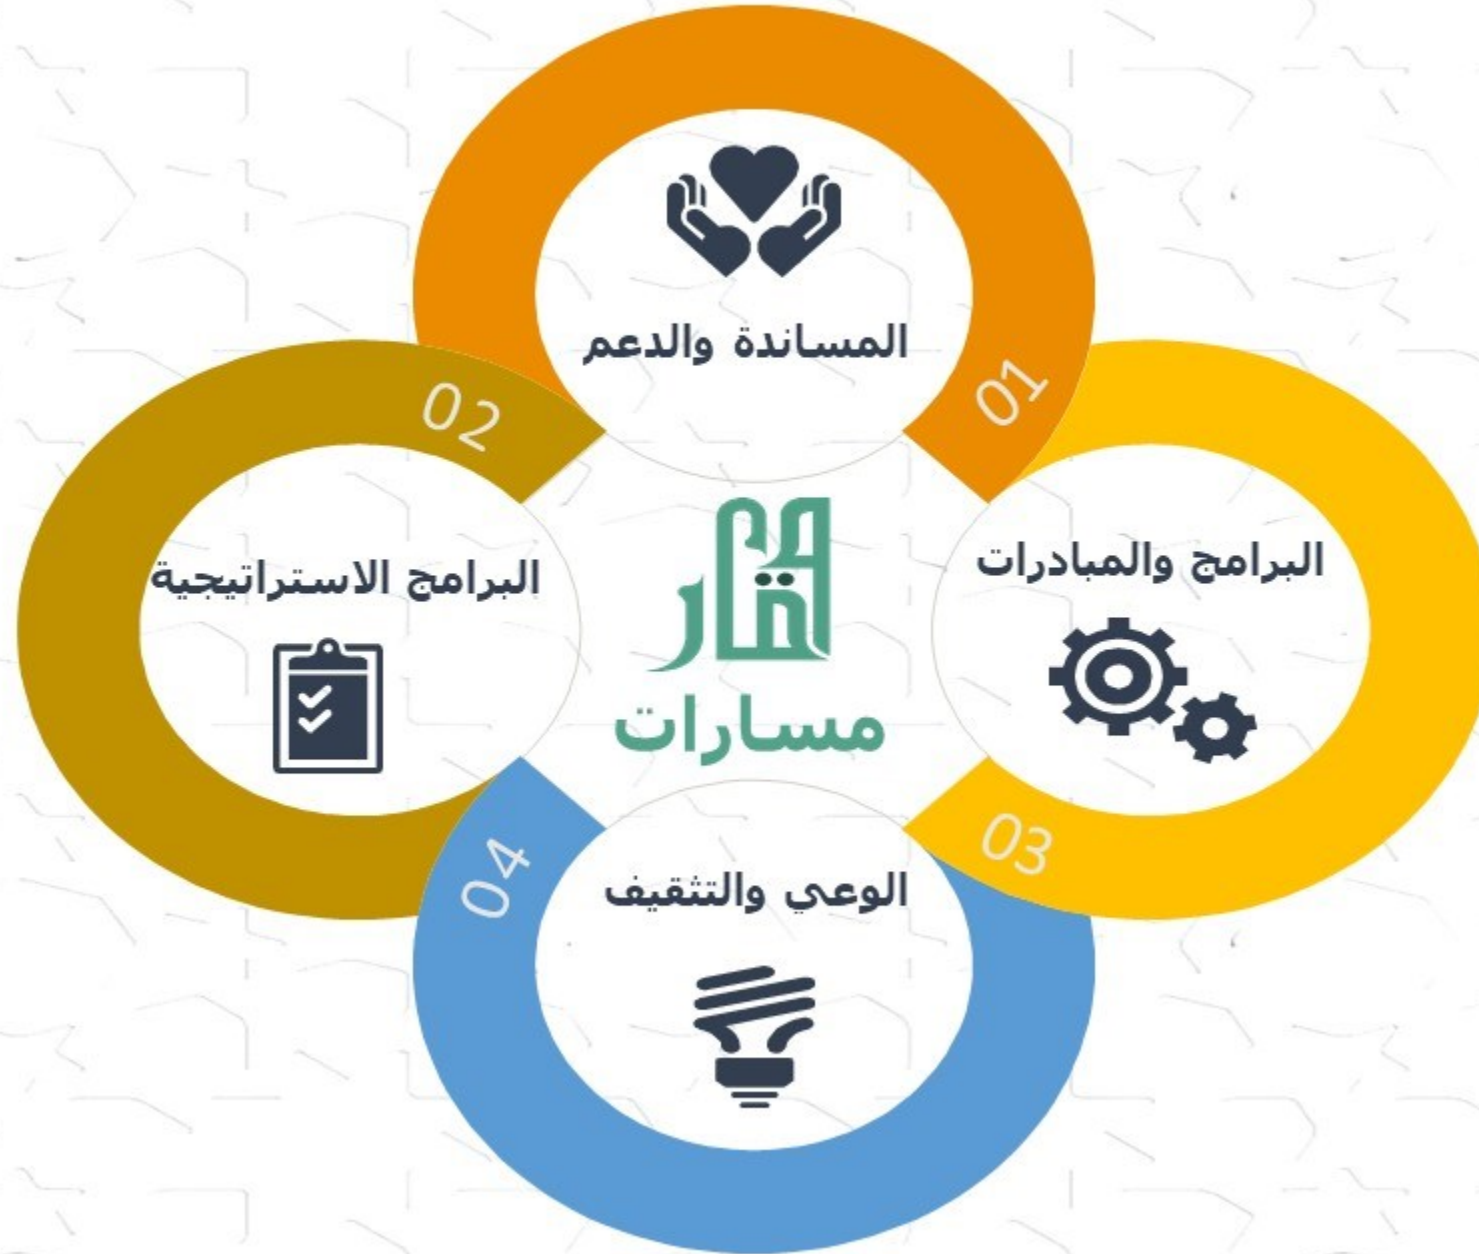 المساندة والدعم
01
02
البرامج الاستراتيجية
البرامج والمبادرات
03
مسارات
04
الوعي والتثقيف